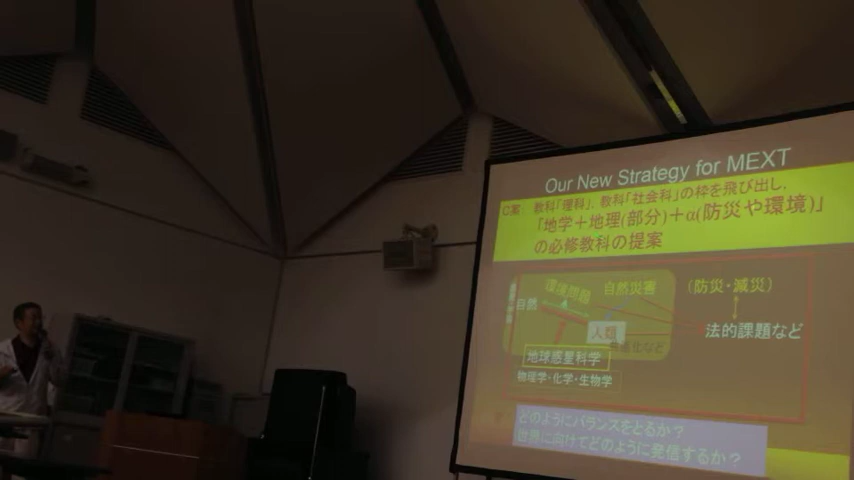 Our New Strategy for MEXT
C案: 教科「理科」、教科「社会科」の枠を飛び出し、
「地学＋地理(部分)＋α(防災や環境)」
の必修教科の提案
環境問題 自然災害 (防災・減災)
自然
人類 法的課題など
進化など
地球惑星科学
物理学・化学・生物学
どのようにバランスをとるか？
世界に向けてどのように発信するか？